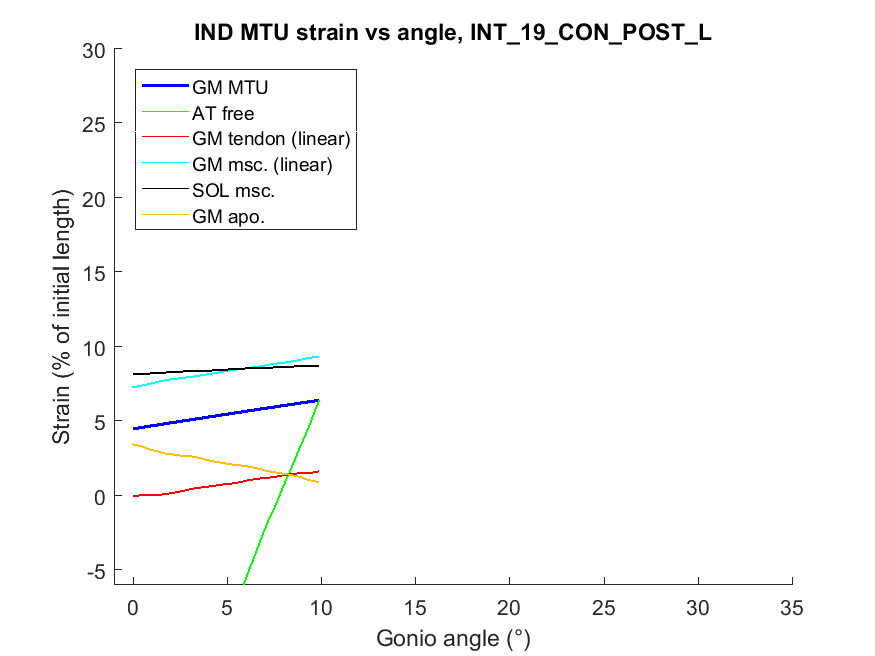 IND MTU strain vs angle, INT_19_CON_POST_L
30
25
20
15
10
5
0
-5
Strain (% of initial length)
GM MTU
AT free
GM tendon (linear)
GM msc. (linear)
SOL msc.
GM apo.
0 5 10 15 20 25 30 35
Gonio angle (°)